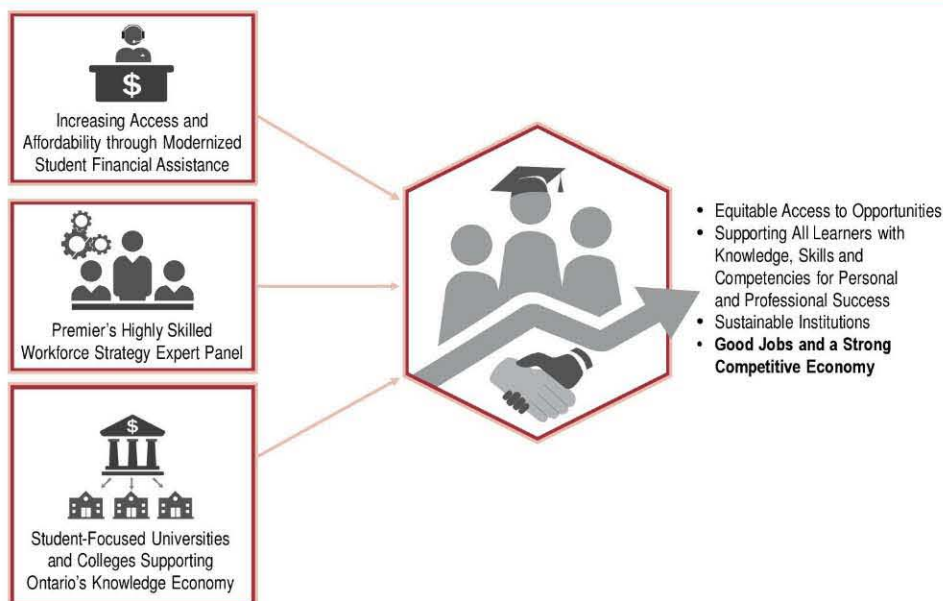 $
Increasing Access and
Affordability through Modernized
Student Financial Assistance
Premier's Highly Skilled
Workforce Strategy Expert Panel
$
Student-Focused Universities
and Colleges Supporting
Ontario's Knowledge Economy
• Equitable Access to Opportunities
• Supporting All Learners with
Knowledge, Skills and
Competencies for Personal
and Professional Success
• Sustainable Institutions
• Good Jobs and a Strong
Competitive Economy